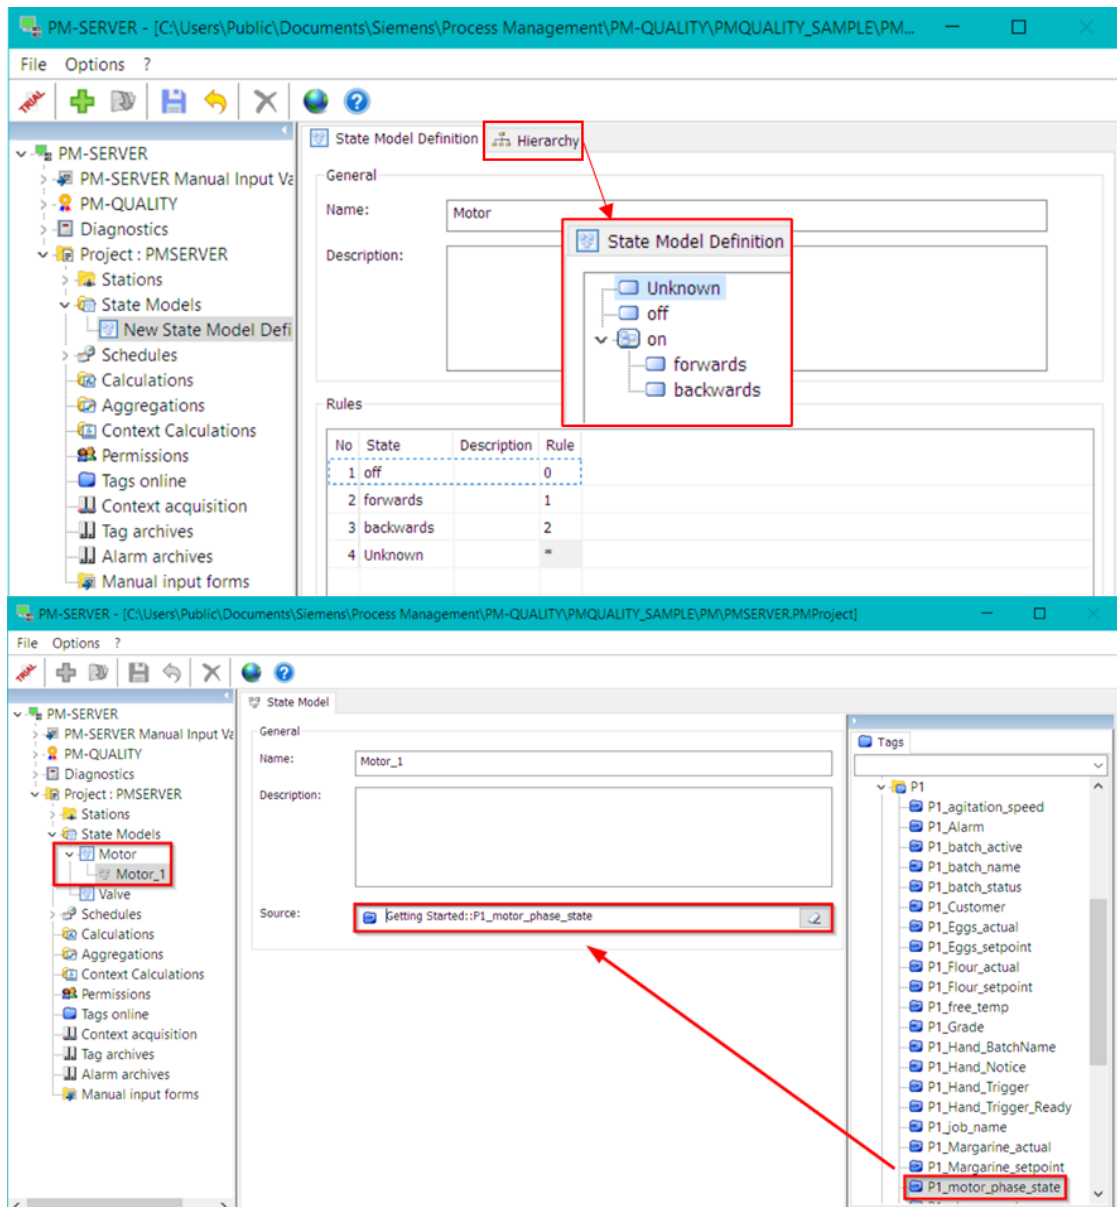 PM-SERVER - [C:\Users\Public\Documents\Siemens\Process Management\PM-QUALITY\PMQUALITY_SAMPLE\PM...
File Options ?
TRIAL
PM-SERVER
PM-SERVER Manual Input Va
PM-QUALITY
Diagnostics
Project : PMSERVER
Stations
State Models
New State Model Defi
Schedules
Calculations
Aggregations
Context Calculations
Permissions
Tags online
Context acquisition
Tag archives
Alarm archives
Manual input forms
State Model Definition Hierarchy
General
Name: Motor
Description:
State Model Definition
Unknown
off
on
forwards
backwards
Rules
No State Description Rule
1 off 0
2 forwards 1
3 backwards 2
4 Unknown *
PM-SERVER - [C:\Users\Public\Documents\Siemens\Process Management\PM-QUALITY\PMQUALITY_SAMPLE\PM\PMSERVER.PMProject]
File Options ?
TRIAL
PM-SERVER
PM-SERVER Manual Input Va
PM-QUALITY
Diagnostics
Project : PMSERVER
Stations
State Models
Motor
Motor_1
Valve
Schedules
Calculations
Aggregations
Context Calculations
Permissions
Tags online
Context acquisition
Tag archives
Alarm archives
Manual input forms
State Model
General
Name: Motor_1
Description:
Source: Getting Started::P1_motor_phase_state
Tags
P1
P1_agitation_speed
P1_Alarm
P1_batch_active
P1_batch_name
P1_batch_status
P1_Customer
P1_Eggs_actual
P1_Eggs_setpoint
P1_Flour_actual
P1_Flour_setpoint
P1_free_temp
P1_Grade
P1_Hand_BatchName
P1_Hand_Notice
P1_Hand_Trigger
P1_Hand_Trigger_Ready
P1_job_name
P1_Margarine_actual
P1_Margarine_setpoint
P1_motor_phase_state